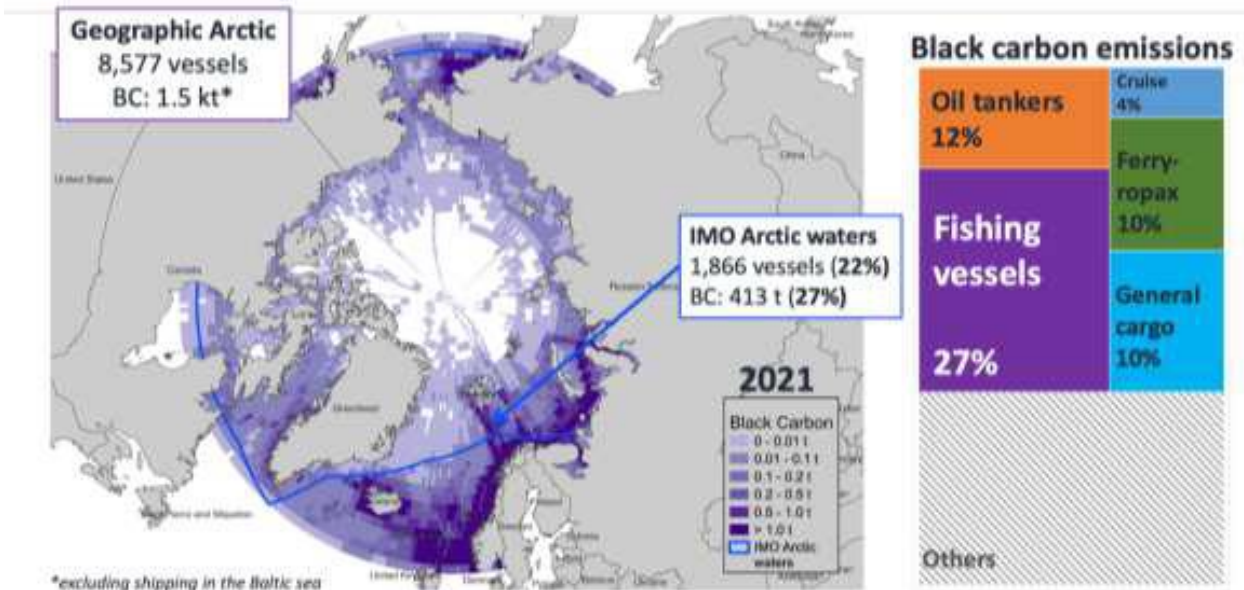 Geographic Arctic
8,577 vessels
BC: 1.5 kt*
United States
Canada
Greenland
Iceland
China
IMO Arctic waters
1,866 vessels (22%)
BC: 413 t (27%)
2021
Black Carbon
0 - 0.01 t
0.01 - 0.1 t
0.1 - 0.2 t
0.2 - 0.5 t
0.5 - 1.0 t
> 1.0 t
IMO Arctic
waters
*excluding shipping in the Baltic sea
Black carbon emissions
Oil tankers
12%
Cruise
4%
Ferry-
ropax
10%
Fishing
vessels
27%
General
cargo
10%
Others